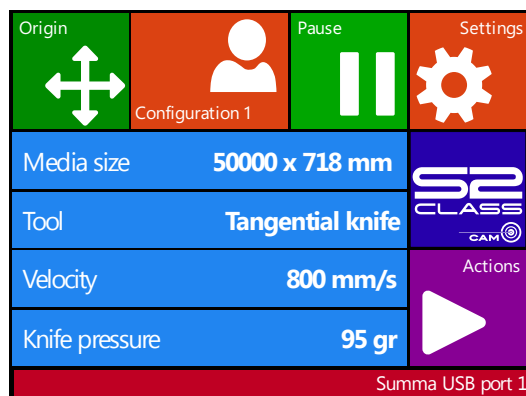 Origin
Configuration 1
Pause
Settings
Media size 50000 x 718 mm
S2
CLASS
CAM
Tool Tangential knife
Velocity 800 mm/s
Actions
Knife pressure 95 gr
Summa USB port 1